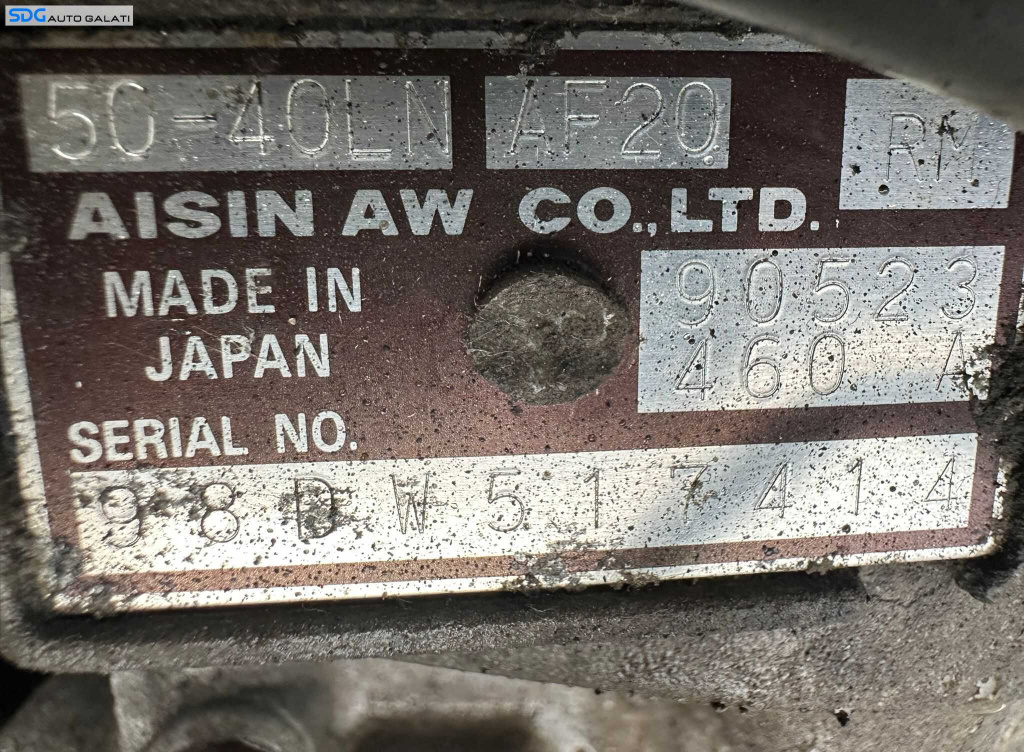 SDG AUTO GALATI
50-40LN AF20 RM
AISIN AW CO., LTD.
MADE IN
JAPAN
90523
460 A
SERIAL NO.
98DW517414